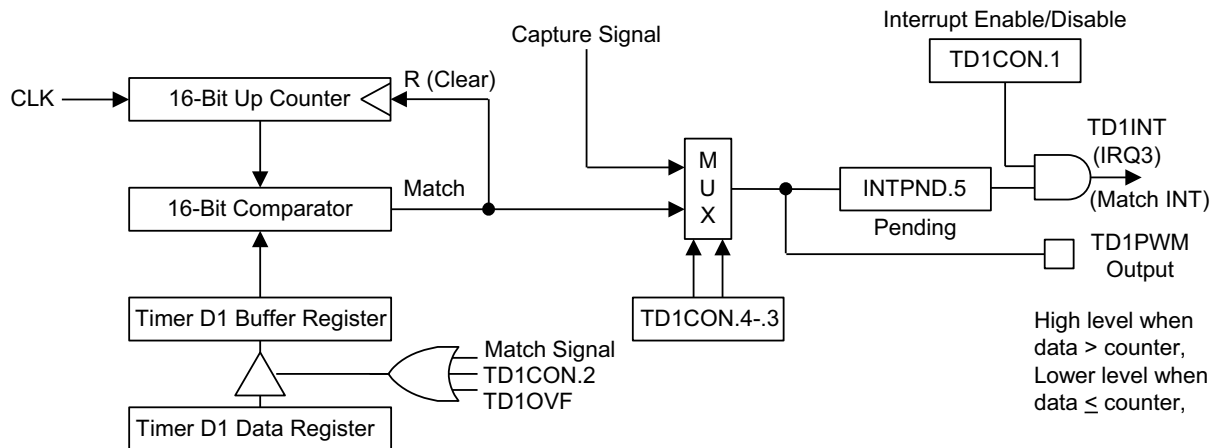 Interrupt Enable/Disable
Capture Signal
TD1CON.1
R (Clear)
CLK
16-Bit Up Counter
TD1INT
(IRQ3)
M
U
X
Match
16-Bit Comparator
INTPND.5
(Match INT)
Pending
TD1PWM
Output
Timer D1 Buffer Register
TD1CON.4-.3
High level when
data > counter,
Lower level when
data ≤ counter,
Match Signal
TD1CON.2
TD1OVF
Timer D1 Data Register